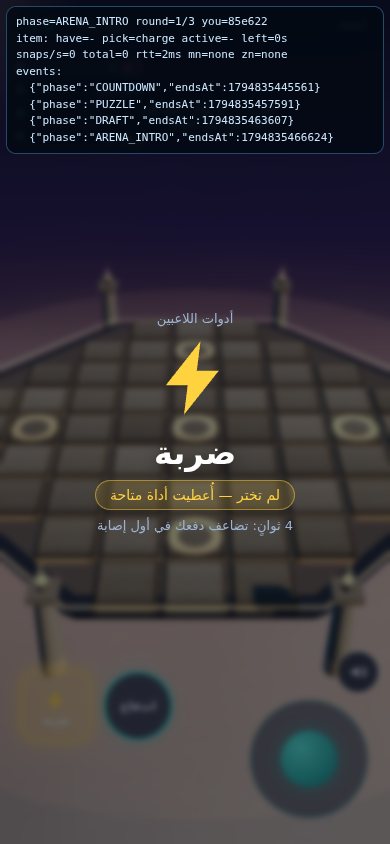 phase=ARENA_INTRO round=1/3 you=85e622
item: have=- pick=charge active=- left=0s
snaps/s=0 total=0 rtt=2ms mn=none zn=none
events:
{"phase":"COUNTDOWN","endsAt":1794835445561}
{"phase":"PUZZLE","endsAt":1794835457591}
{"phase":"DRAFT","endsAt":1794835463607}
{"phase":"ARENA_INTRO","endsAt":1794835466624}
أدوات اللاعبين
ضربة
لم تختر — أُعطيت أداة متاحة
4 ثوانٍ: تضاعف دفعك في أول إصابة